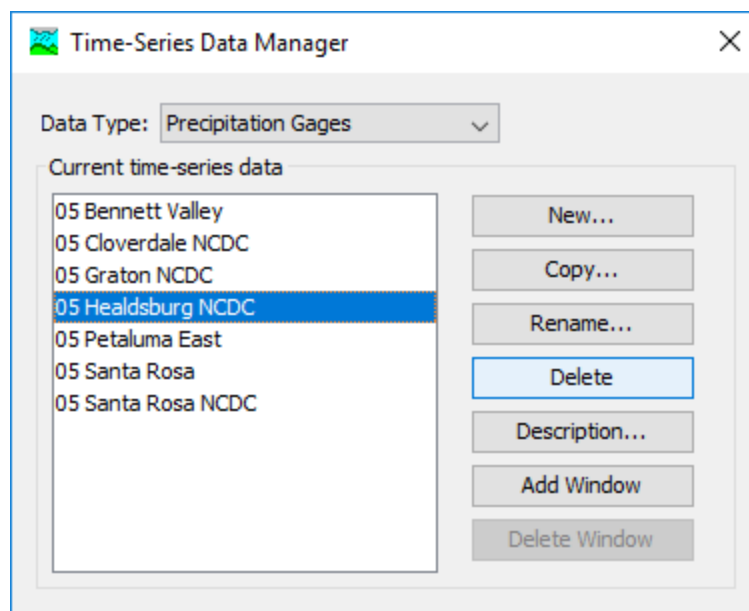 Time-Series Data Manager
Data Type: Precipitation Gages
Current time-series data
05 Bennett Valley
05 Cloverdale NCDC
05 Graton NCDC
05 Healdsburg NCDC
05 Petaluma East
05 Santa Rosa
05 Santa Rosa NCDC
New...
Copy...
Rename...
Delete
Description...
Add Window
Delete Window